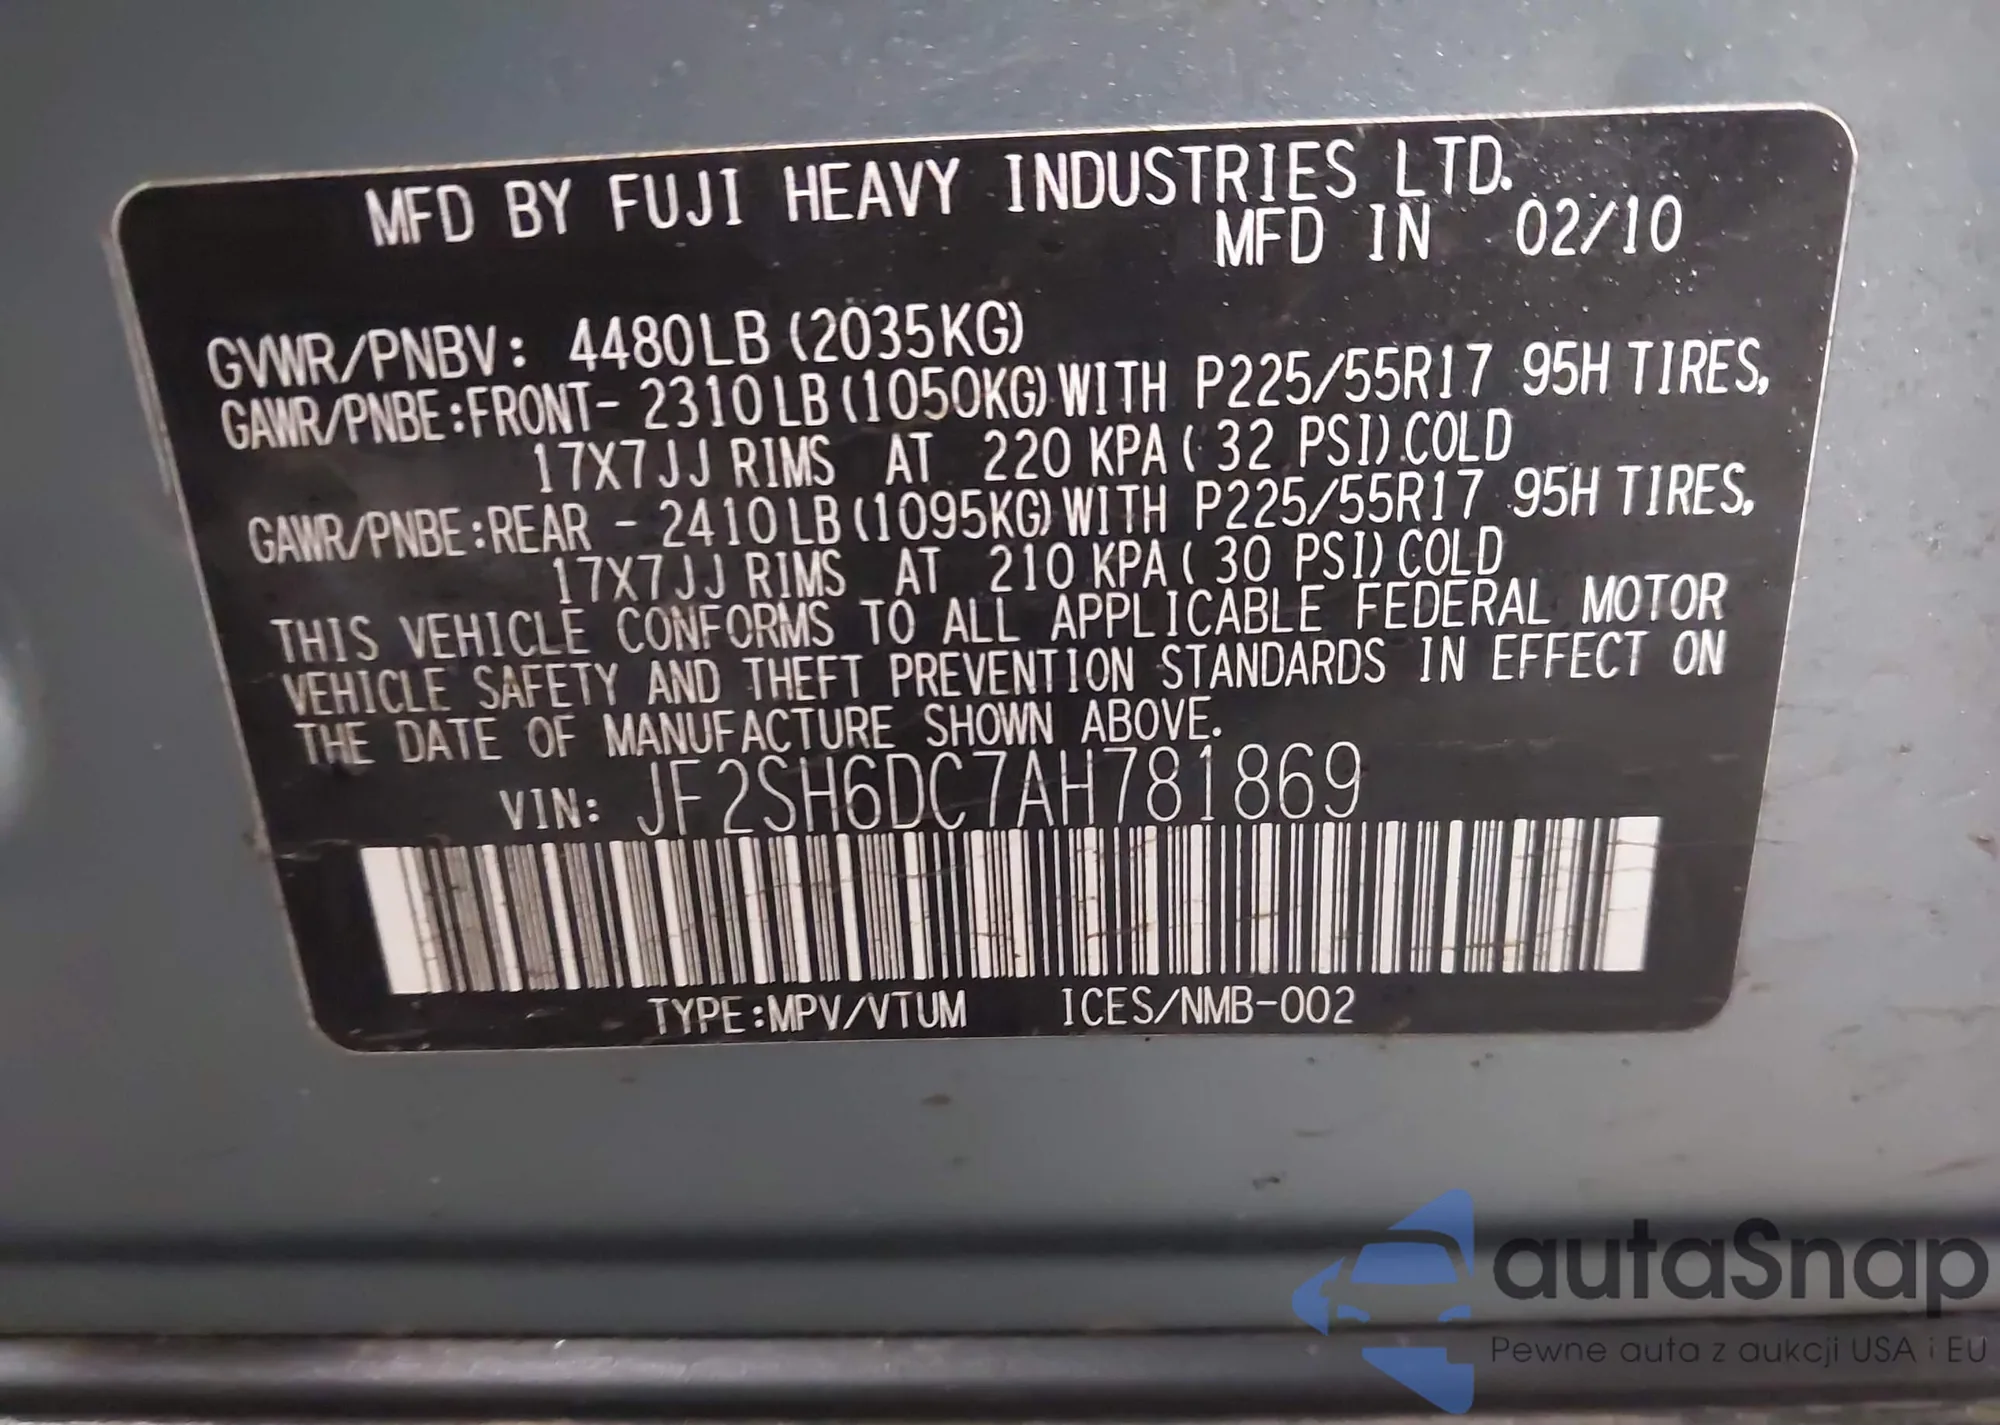 MFD BY FUJI HEAVY INDUSTRIES LTD.
MFD IN 02/10
GVWR/PNBV: 4480LB (2035KG)
GAWR/PNBE:FRONT- 2310LB (1050KG) WITH P225/55R17 95H TIRES,
17X7JJ RIMS AT 220 KPA ( 32 PSI) COLD
GAWR/PNBE:REAR - 2410LB (1095KG) WITH P225/55R17 95H TIRES,
17X7JJ RIMS AT 210 KPA ( 30 PSI) COLD
THIS VEHICLE CONFORMS TO ALL APPLICABLE FEDERAL MOTOR
VEHICLE SAFETY AND THEFT PREVENTION STANDARDS IN EFFECT ON
THE DATE OF MANUFACTURE SHOWN ABOVE.
VIN: JF2SH6DC7AH781869
TYPE:MPV/VTUM ICES/NMB-002
autaSnap
Pewne auta z aukcji USA i EU